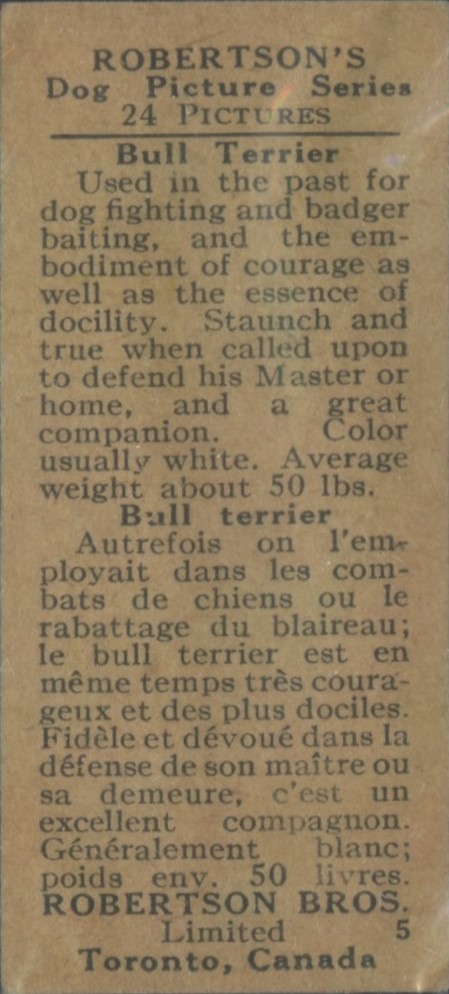 ROBERTSON'S
Dog Picture Series
24 PICTURES
Bull Terrier
Used in the past for
dog fighting and badger
baiting, and the em-
bodiment of courage as
well as the essence of
docility. Staunch and
true when called upon
to defend his Master or
home, and a great
companion. Color
usually white. Average
weight about 50 lbs.
Bull terrier
Autrefois on l'em-
ployait dans les com-
bats de chiens ou le
rabattage du blaireau;
le bull terrier est en
même temps très coura-
geux et des plus dociles.
Fidèle et dévoué dans la
défense de son maître ou
sa demeure, c'est un
excellent compagnon.
Généralement blanc;
poids env. 50 livres.
ROBERTSON BROS.
Limited 5
Toronto, Canada